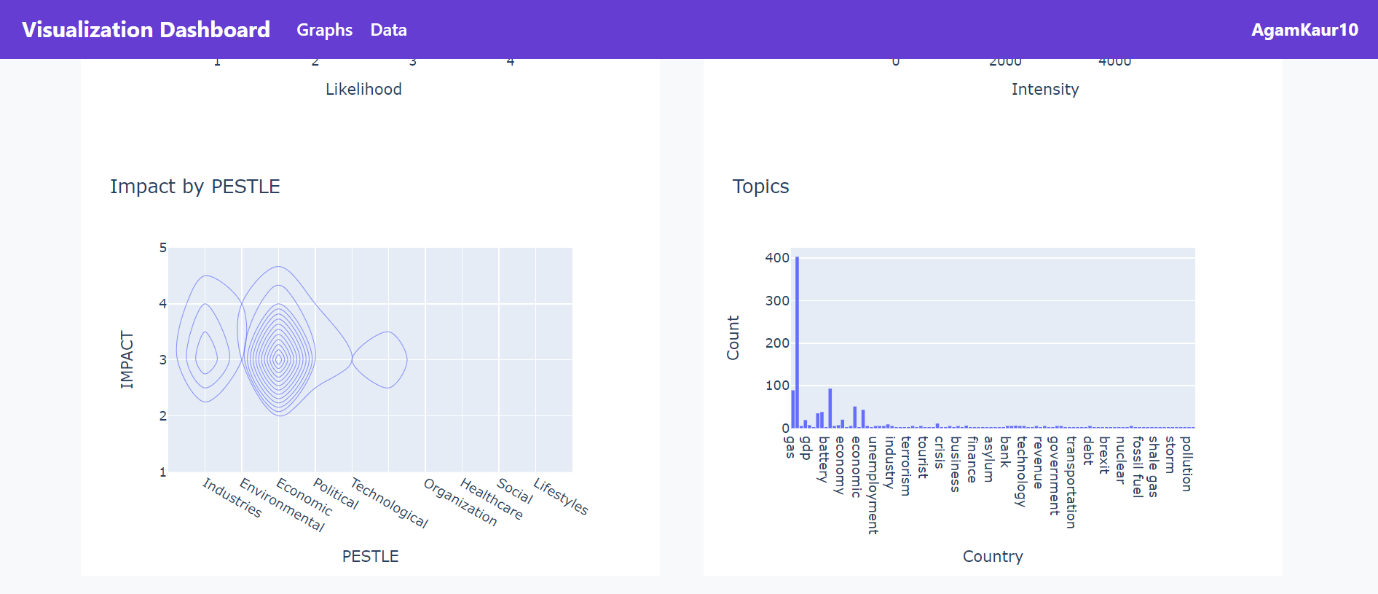 Visualization Dashboard Graphs Data AgamKaur10
1 2 3 4
Likelihood
0 2000 4000
Intensity
Impact by PESTLE
5
4
3
2
1
IMPACT
Industries
Environmental
Economic
Political
Technological
Organization
Healthcare
Social
Lifestyles
PESTLE
Topics
400
300
200
100
0
Count
gas
gdp
battery
economy
economic
unemployment
industry
terrorism
tourist
crisis
business
finance
asylum
bank
technology
revenue
government
transportation
debt
brexit
nuclear
fossil fuel
shale gas
storm
pollution
Country